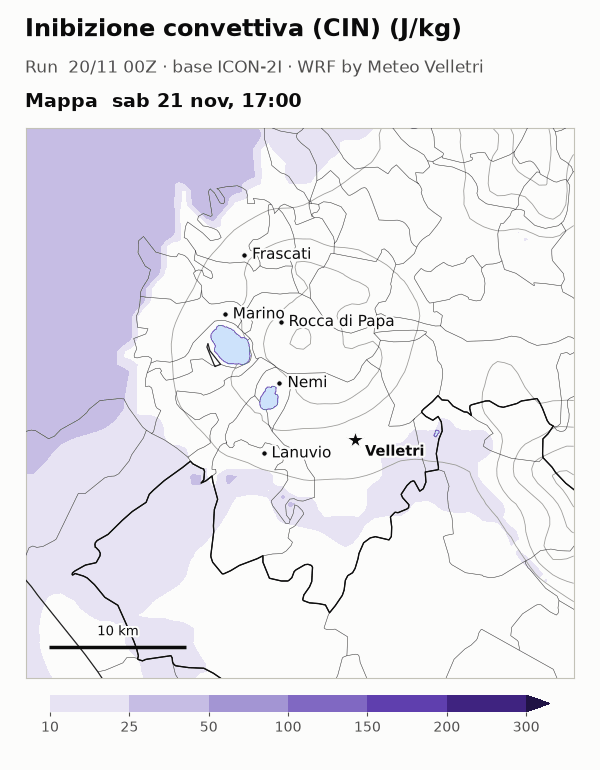 Inibizione convettiva (CIN) (J/kg)
Run 20/11 00Z · base ICON-2I · WRF by Meteo Velletri
Mappa sab 21 nov, 17:00
Frascati
Marino
Rocca di Papa
Nemi
Velletri
Lanuvio
10 km
10 25 50 100 150 200 300